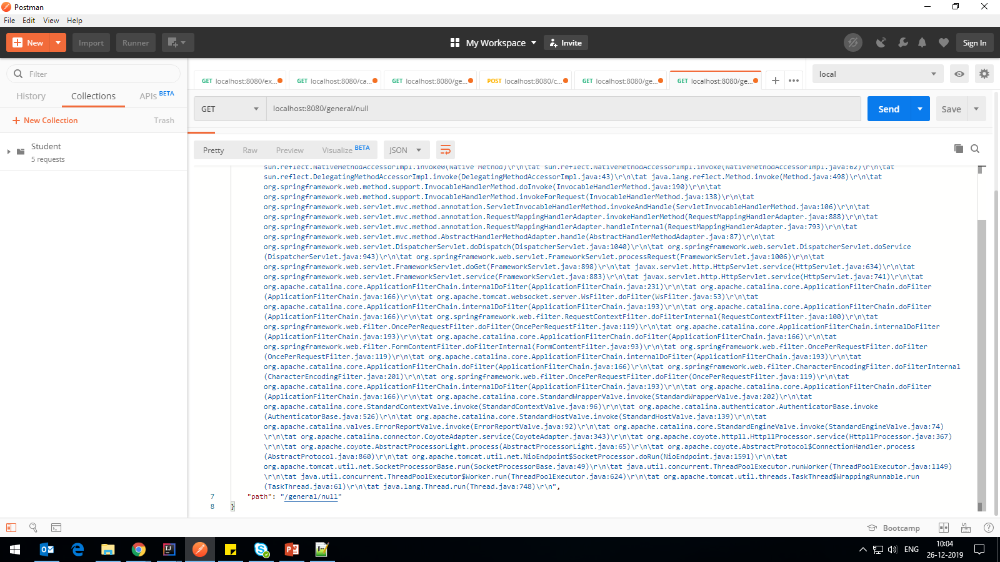 Postman
File Edit View Help
New Import Runner My Workspace Invite Sign In
Filter
History Collections APIs BETA
New Collection Trash
Student
5 requests
GET localhost:8080/ex... GET localhost:8080/ca... GET localhost:8080/ge... POST localhost:8080/c... GET localhost:8080/ge... GET localhost:8080/ge... + ••• local
GET localhost:8080/general/null Send Save
Pretty Raw Preview Visualize BETA JSON
sun.reflect.NativeMethodAccessorImpl.invoke0(Native Method)\r\n\tat sun.reflect.NativeMethodAccessorImpl.invoke(NativeMethodAccessorImpl.java:62)\r\n\tat
sun.reflect.DelegatingMethodAccessorImpl.invoke(DelegatingMethodAccessorImpl.java:43)\r\n\tat java.lang.reflect.Method.invoke(Method.java:498)\r\n\tat
org.springframework.web.method.support.InvocableHandlerMethod.doInvoke(InvocableHandlerMethod.java:190)\r\n\tat
org.springframework.web.method.support.InvocableHandlerMethod.invokeForRequest(InvocableHandlerMethod.java:138)\r\n\tat
org.springframework.web.servlet.mvc.method.annotation.ServletInvocableHandlerMethod.invokeAndHandle(ServletInvocableHandlerMethod.java:106)\r\n\tat
org.springframework.web.servlet.mvc.method.annotation.RequestMappingHandlerAdapter.invokeHandlerMethod(RequestMappingHandlerAdapter.java:888)\r\n\tat
org.springframework.web.servlet.mvc.method.annotation.RequestMappingHandlerAdapter.handleInternal(RequestMappingHandlerAdapter.java:793)\r\n\tat
org.springframework.web.servlet.mvc.method.AbstractHandlerMethodAdapter.handle(AbstractHandlerMethodAdapter.java:87)\r\n\tat
org.springframework.web.servlet.DispatcherServlet.doDispatch(DispatcherServlet.java:1040)\r\n\tat org.springframework.web.servlet.DispatcherServlet.doService
(DispatcherServlet.java:943)\r\n\tat org.springframework.web.servlet.FrameworkServlet.processRequest(FrameworkServlet.java:1006)\r\n\tat
org.springframework.web.servlet.FrameworkServlet.doGet(FrameworkServlet.java:898)\r\n\tat javax.servlet.http.HttpServlet.service(HttpServlet.java:634)\r\n\tat
org.springframework.web.servlet.FrameworkServlet.service(FrameworkServlet.java:883)\r\n\tat javax.servlet.http.HttpServlet.service(HttpServlet.java:741)\r\n\tat
org.apache.catalina.core.ApplicationFilterChain.internalDoFilter(ApplicationFilterChain.java:231)\r\n\tat org.apache.catalina.core.ApplicationFilterChain.doFilter
(ApplicationFilterChain.java:166)\r\n\tat org.apache.tomcat.websocket.server.WsFilter.doFilter(WsFilter.java:53)\r\n\tat
org.apache.catalina.core.ApplicationFilterChain.internalDoFilter(ApplicationFilterChain.java:193)\r\n\tat org.apache.catalina.core.ApplicationFilterChain.doFilter
(ApplicationFilterChain.java:166)\r\n\tat org.springframework.web.filter.RequestContextFilter.doFilterInternal(RequestContextFilter.java:100)\r\n\tat
org.springframework.web.filter.OncePerRequestFilter.doFilter(OncePerRequestFilter.java:119)\r\n\tat org.apache.catalina.core.ApplicationFilterChain.internalDoFilter
(ApplicationFilterChain.java:193)\r\n\tat org.apache.catalina.core.ApplicationFilterChain.doFilter(ApplicationFilterChain.java:166)\r\n\tat
org.springframework.web.filter.FormContentFilter.doFilterInternal(FormContentFilter.java:93)\r\n\tat org.springframework.web.filter.OncePerRequestFilter.doFilter
(OncePerRequestFilter.java:119)\r\n\tat org.apache.catalina.core.ApplicationFilterChain.internalDoFilter(ApplicationFilterChain.java:193)\r\n\tat
org.apache.catalina.core.ApplicationFilterChain.doFilter(ApplicationFilterChain.java:166)\r\n\tat org.springframework.web.filter.CharacterEncodingFilter.doFilterInternal
(CharacterEncodingFilter.java:201)\r\n\tat org.springframework.web.filter.OncePerRequestFilter.doFilter(OncePerRequestFilter.java:119)\r\n\tat
org.apache.catalina.core.ApplicationFilterChain.internalDoFilter(ApplicationFilterChain.java:193)\r\n\tat org.apache.catalina.core.ApplicationFilterChain.doFilter
(ApplicationFilterChain.java:166)\r\n\tat org.apache.catalina.core.StandardWrapperValve.invoke(StandardWrapperValve.java:202)\r\n\tat
org.apache.catalina.core.StandardContextValve.invoke(StandardContextValve.java:96)\r\n\tat org.apache.catalina.authenticator.AuthenticatorBase.invoke
(AuthenticatorBase.java:526)\r\n\tat org.apache.catalina.core.StandardHostValve.invoke(StandardHostValve.java:139)\r\n\tat
org.apache.catalina.valves.ErrorReportValve.invoke(ErrorReportValve.java:92)\r\n\tat org.apache.catalina.core.StandardEngineValve.invoke(StandardEngineValve.java:74)
\r\n\tat org.apache.catalina.connector.CoyoteAdapter.service(CoyoteAdapter.java:343)\r\n\tat org.apache.coyote.http11.Http11Processor.service(Http11Processor.java:367)
\r\n\tat org.apache.coyote.AbstractProcessorLight.process(AbstractProcessorLight.java:65)\r\n\tat org.apache.coyote.AbstractProtocol$ConnectionHandler.process
(AbstractProtocol.java:860)\r\n\tat org.apache.tomcat.util.net.NioEndpoint$SocketProcessor.doRun(NioEndpoint.java:1591)\r\n\tat
org.apache.tomcat.util.net.SocketProcessorBase.run(SocketProcessorBase.java:49)\r\n\tat java.util.concurrent.ThreadPoolExecutor.runWorker(ThreadPoolExecutor.java:1149)
\r\n\tat java.util.concurrent.ThreadPoolExecutor$Worker.run(ThreadPoolExecutor.java:624)\r\n\tat org.apache.tomcat.util.threads.TaskThread$WrappingRunnable.run
(TaskThread.java:61)\r\n\tat java.lang.Thread.run(Thread.java:748)\r\n",
7 "path": "/general/null"
8 }
Bootcamp
ENG 10:04
26-12-2019